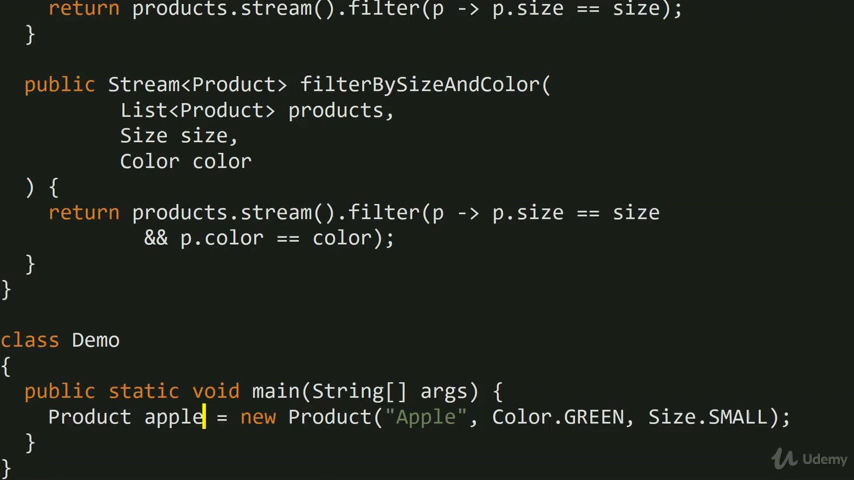 return products.stream().filter(p -> p.size == size);
}
public Stream<Product> filterBySizeAndColor(
List<Product> products,
Size size,
Color color
) {
return products.stream().filter(p -> p.size == size
&& p.color == color);
}
}
class Demo
{
public static void main(String[] args) {
Product apple = new Product("Apple", Color.GREEN, Size.SMALL);
}
}
Udemy